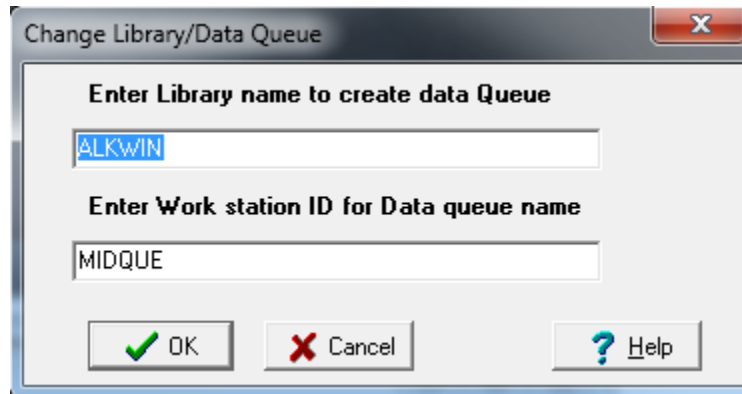 Change Library/Data Queue
Enter Library name to create data Queue
ALKWIN
Enter Work station ID for Data queue name
MIDQUE
OK Cancel Help